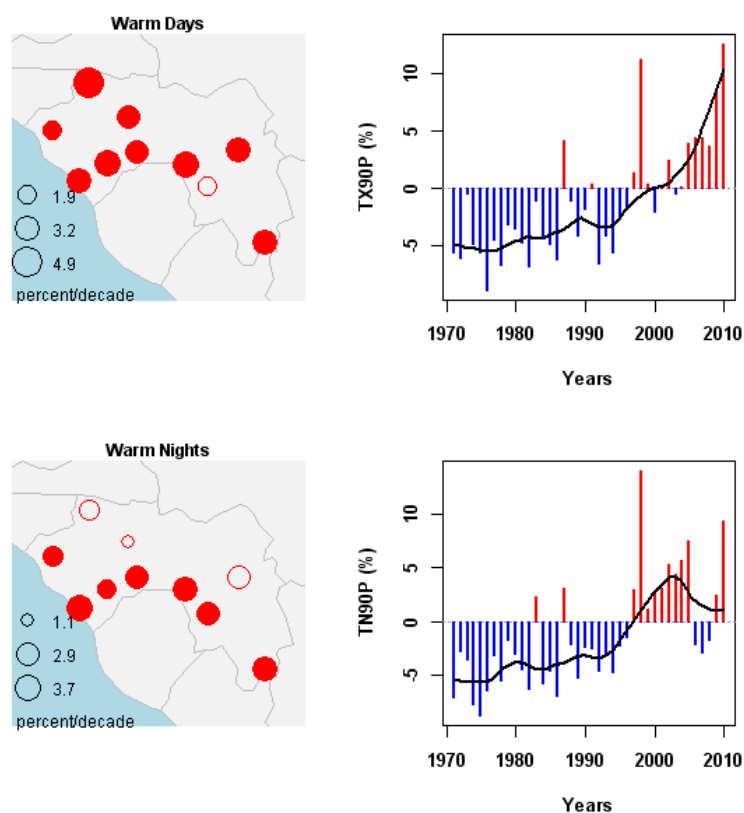 Warm Days
1.9
3.2
4.9
percent/decade
TX90P (%)
10
5
0
-5
1970 1980 1990 2000 2010
Years
Warm Nights
1.1
2.9
3.7
percent/decade
TN90P (%)
10
5
0
-5
1970 1980 1990 2000 2010
Years